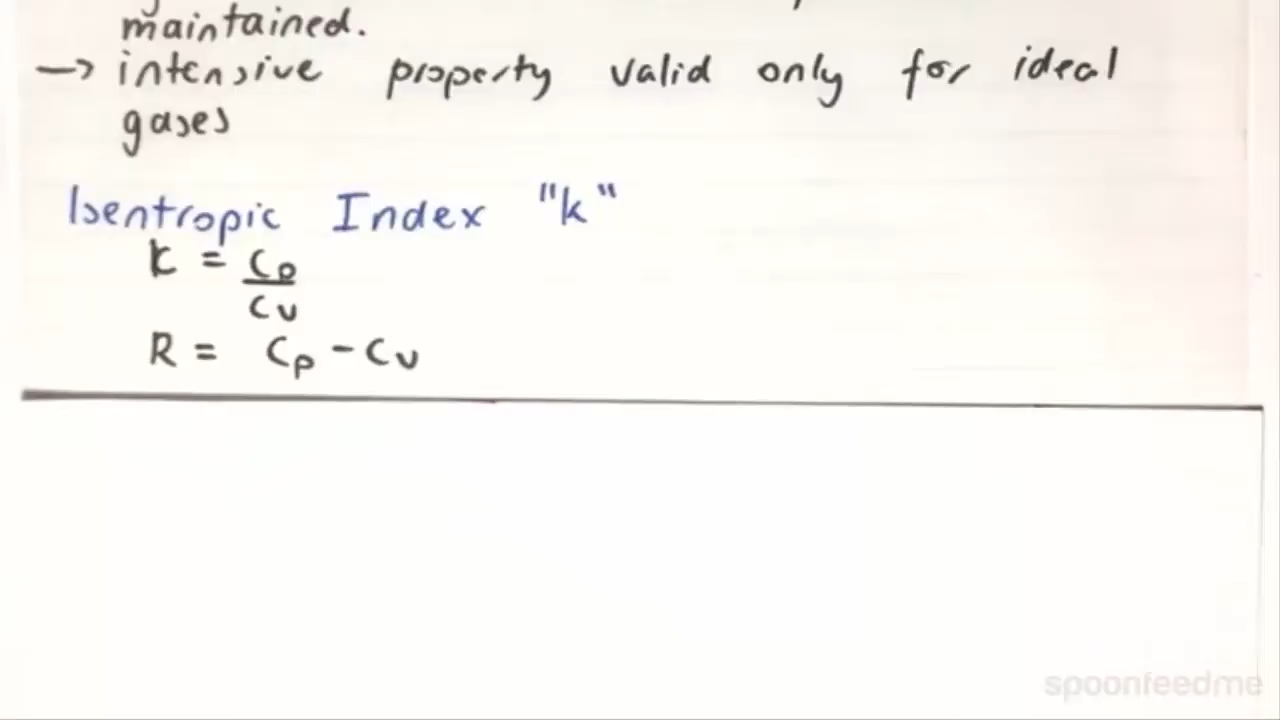 maintained.
→ intensive property valid only for ideal
gases
Isentropic Index "k"
k = Cp
Cv
R = Cp - Cv
spoonfeedme